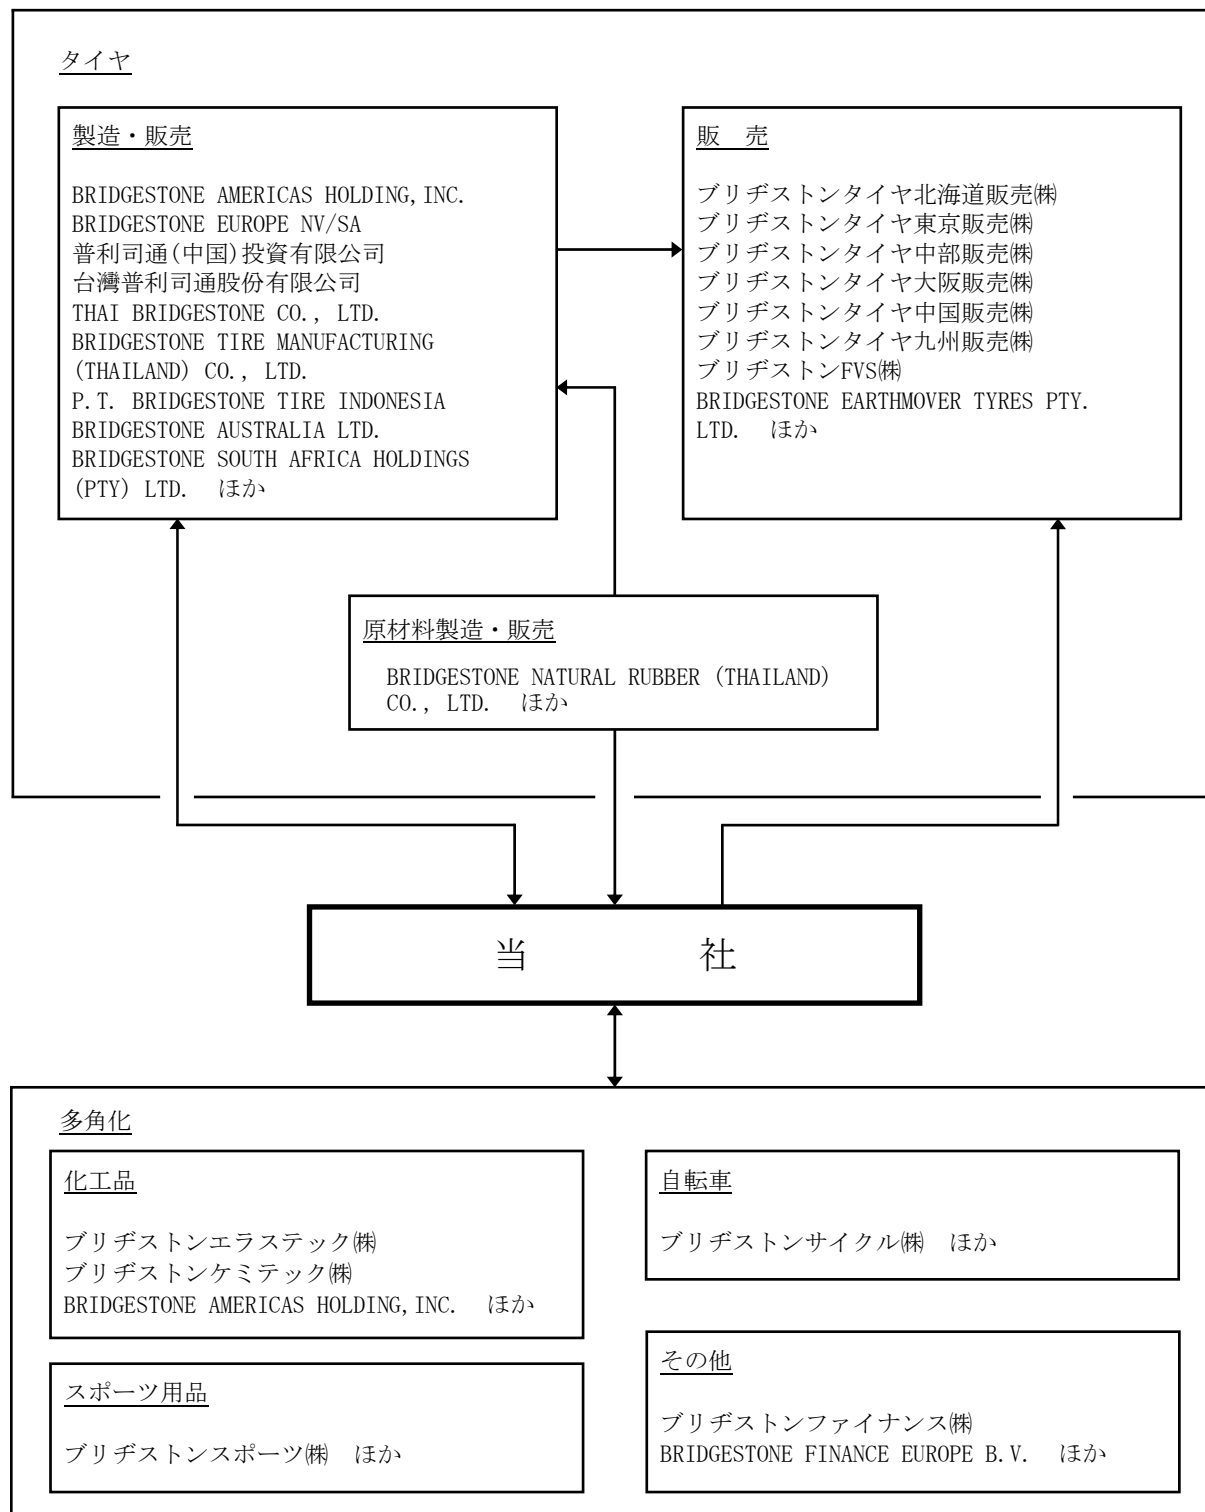 タイヤ
製造・販売
BRIDGESTONE AMERICAS HOLDING,INC.
BRIDGESTONE EUROPE NV/SA
普利司通(中国)投資有限公司
台灣普利司通股份有限公司
THAI BRIDGESTONE CO., LTD.
BRIDGESTONE TIRE MANUFACTURING
(THAILAND) CO., LTD.
P.T. BRIDGESTONE TIRE INDONESIA
BRIDGESTONE AUSTRALIA LTD.
BRIDGESTONE SOUTH AFRICA HOLDINGS
(PTY) LTD.　ほか
販　売
ブリヂストンタイヤ北海道販売㈱
ブリヂストンタイヤ東京販売㈱
ブリヂストンタイヤ中部販売㈱
ブリヂストンタイヤ大阪販売㈱
ブリヂストンタイヤ中国販売㈱
ブリヂストンタイヤ九州販売㈱
ブリヂストンFVS㈱
BRIDGESTONE EARTHMOVER TYRES PTY.
LTD.　ほか
原材料製造・販売
BRIDGESTONE NATURAL RUBBER (THAILAND)
CO., LTD.　ほか
当　　　社
多角化
化工品
ブリヂストンエラステック㈱
ブリヂストンケミテック㈱
BRIDGESTONE AMERICAS HOLDING,INC.　ほか
自転車
ブリヂストンサイクル㈱　ほか
スポーツ用品
ブリヂストンスポーツ㈱　ほか
その他
ブリヂストンファイナンス㈱
BRIDGESTONE FINANCE EUROPE B.V.　ほか